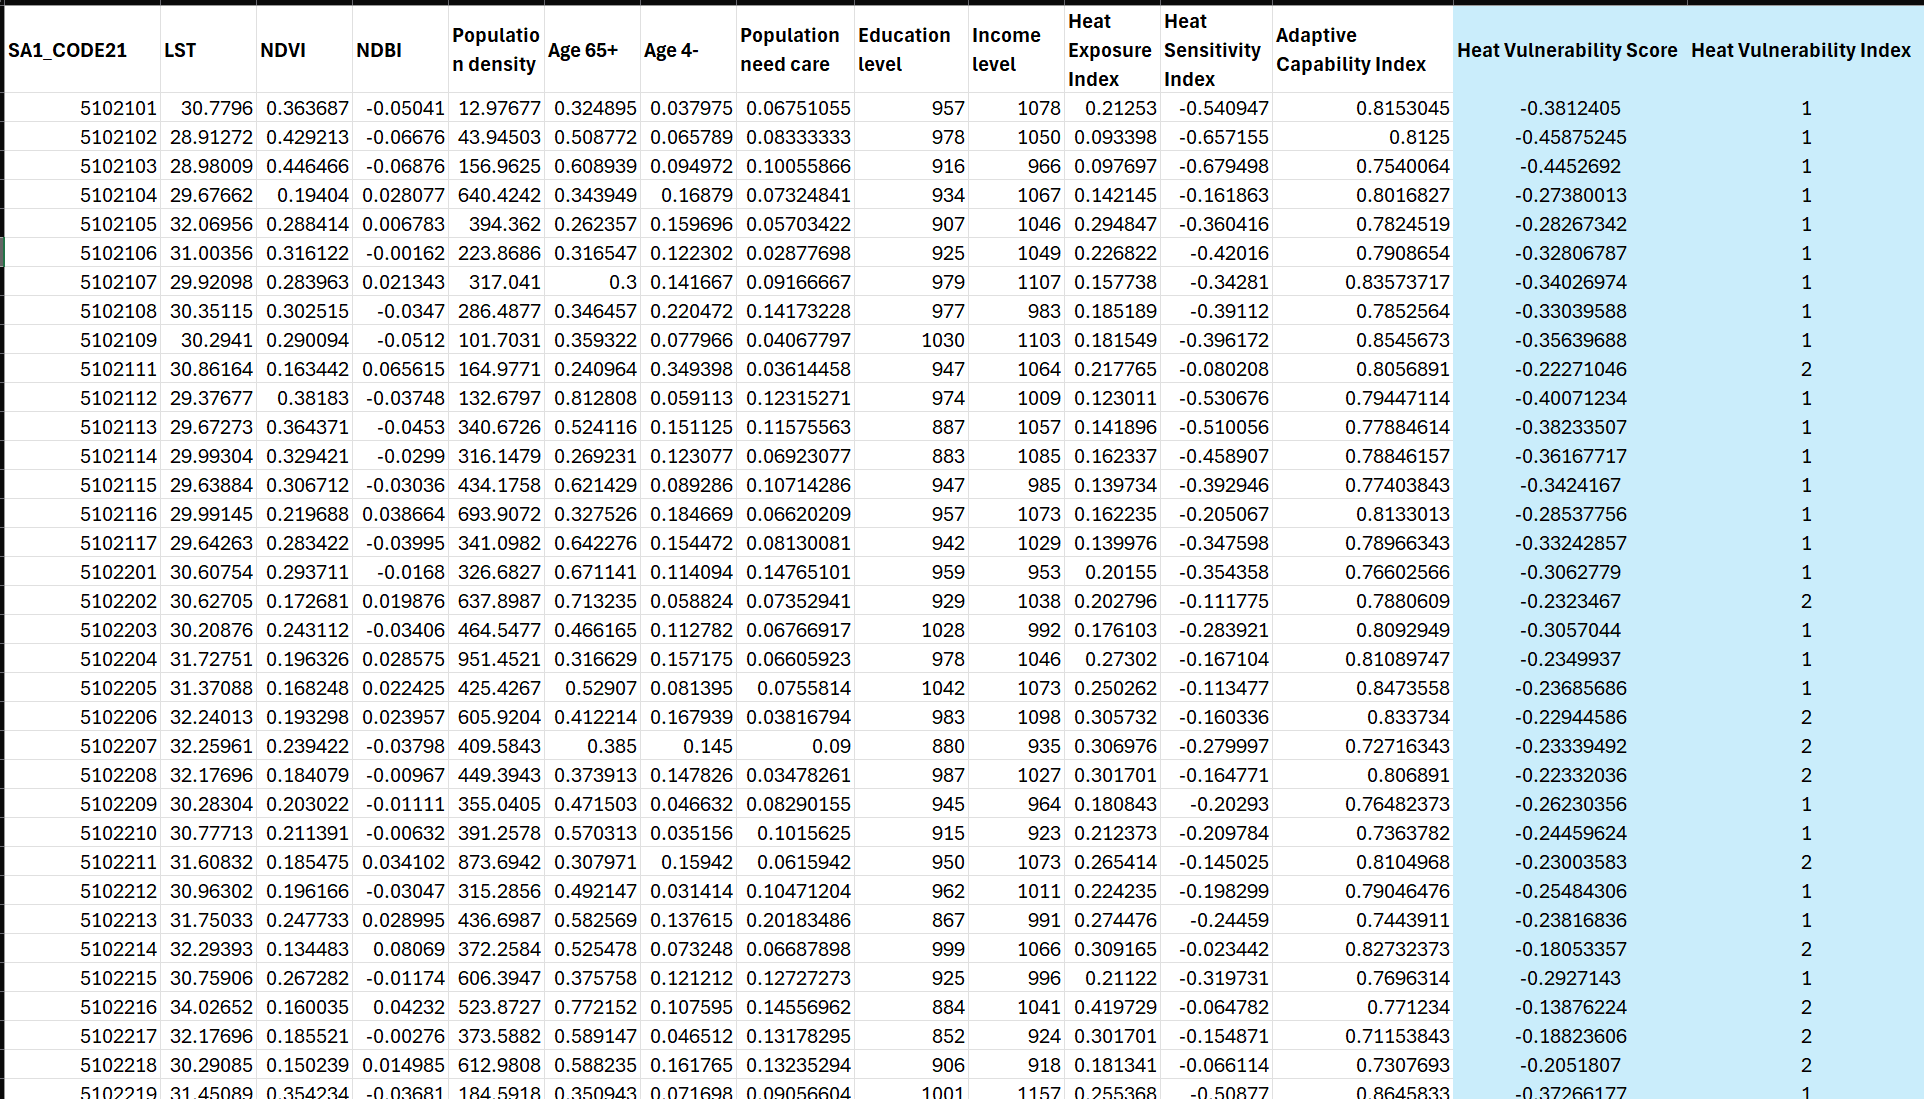 SA1_CODE21 LST NDVI NDBI Population density Age 65+ Age 4- Population need care Education level Income level Heat Exposure Index Heat Sensitivity Index Adaptive Capability Index Heat Vulnerability Score Heat Vulnerability Index
5102101 30.7796 0.363687 -0.05041 12.97677 0.324895 0.037975 0.06751055 957 1078 0.21253 -0.540947 0.8153045 -0.3812405 1
5102102 28.91272 0.429213 -0.06676 43.94503 0.508772 0.065789 0.08333333 978 1050 0.093398 -0.657155 0.8125 -0.45875245 1
5102103 28.98009 0.446466 -0.06876 156.9625 0.608939 0.094972 0.10055866 916 966 0.097697 -0.679498 0.7540064 -0.4452692 1
5102104 29.67662 0.19404 0.028077 640.4242 0.343949 0.16879 0.07324841 934 1067 0.142145 -0.161863 0.8016827 -0.27380013 1
5102105 32.06956 0.288414 0.006783 394.362 0.262357 0.159696 0.05703422 907 1046 0.294847 -0.360416 0.7824519 -0.28267342 1
5102106 31.00356 0.316122 -0.00162 223.8686 0.316547 0.122302 0.02877698 925 1049 0.226822 -0.42016 0.7908654 -0.32806787 1
5102107 29.92098 0.283963 0.021343 317.041 0.3 0.141667 0.09166667 979 1107 0.157738 -0.34281 0.83573717 -0.34026974 1
5102108 30.35115 0.302515 -0.0347 286.4877 0.346457 0.220472 0.14173228 977 983 0.185189 -0.39112 0.7852564 -0.33039588 1
5102109 30.2941 0.290094 -0.0512 101.7031 0.359322 0.077966 0.04067797 1030 1103 0.181549 -0.396172 0.8545673 -0.35639688 1
5102111 30.86164 0.163442 0.065615 164.9771 0.240964 0.349398 0.03614458 947 1064 0.217765 -0.080208 0.8056891 -0.22271046 2
5102112 29.37677 0.38183 -0.03748 132.6797 0.812808 0.059113 0.12315271 974 1009 0.123011 -0.530676 0.79447114 -0.40071234 1
5102113 29.67273 0.364371 -0.0453 340.6726 0.524116 0.151125 0.11575563 887 1057 0.141896 -0.510056 0.77884614 -0.38233507 1
5102114 29.99304 0.329421 -0.0299 316.1479 0.269231 0.123077 0.06923077 883 1085 0.162337 -0.458907 0.78846157 -0.36167717 1
5102115 29.63884 0.306712 -0.03036 434.1758 0.621429 0.089286 0.10714286 947 985 0.139734 -0.392946 0.77403843 -0.3424167 1
5102116 29.99145 0.219688 0.038664 693.9072 0.327526 0.184669 0.06620209 957 1073 0.162235 -0.205067 0.8133013 -0.28537756 1
5102117 29.64263 0.283422 -0.03995 341.0982 0.642276 0.154472 0.08130081 942 1029 0.139976 -0.347598 0.78966343 -0.33242857 1
5102201 30.60754 0.293711 -0.0168 326.6827 0.671141 0.114094 0.14765101 959 953 0.20155 -0.354358 0.76602566 -0.3062779 1
5102202 30.62705 0.172681 0.019876 637.8987 0.713235 0.058824 0.07352941 929 1038 0.202796 -0.111775 0.7880609 -0.2323467 2
5102203 30.20876 0.243112 -0.03406 464.5477 0.466165 0.112782 0.06766917 1028 992 0.176103 -0.283921 0.8092949 -0.3057044 1
5102204 31.72751 0.196326 0.028575 951.4521 0.316629 0.157175 0.06605923 978 1046 0.27302 -0.167104 0.81089747 -0.2349937 1
5102205 31.37088 0.168248 0.022425 425.4267 0.52907 0.081395 0.0755814 1042 1073 0.250262 -0.113477 0.8473558 -0.23685686 1
5102206 32.24013 0.193298 0.023957 605.9204 0.412214 0.167939 0.03816794 983 1098 0.305732 -0.160336 0.833734 -0.22944586 2
5102207 32.25961 0.239422 -0.03798 409.5843 0.385 0.145 0.09 880 935 0.306976 -0.279997 0.72716343 -0.23339492 2
5102208 32.17696 0.184079 -0.00967 449.3943 0.373913 0.147826 0.03478261 987 1027 0.301701 -0.164771 0.806891 -0.22332036 2
5102209 30.28304 0.203022 -0.01111 355.0405 0.471503 0.046632 0.08290155 945 964 0.180843 -0.20293 0.76482373 -0.26230356 1
5102210 30.77713 0.211391 -0.00632 391.2578 0.570313 0.035156 0.1015625 915 923 0.212373 -0.209784 0.7363782 -0.24459624 1
5102211 31.60832 0.185475 0.034102 873.6942 0.307971 0.15942 0.0615942 950 1073 0.265414 -0.145025 0.8104968 -0.23003583 2
5102212 30.96302 0.196166 -0.03047 315.2856 0.492147 0.031414 0.10471204 962 1011 0.224235 -0.198299 0.79046476 -0.25484306 1
5102213 31.75033 0.247733 0.028995 436.6987 0.582569 0.137615 0.20183486 867 991 0.274476 -0.24459 0.7443911 -0.23816836 1
5102214 32.29393 0.134483 0.08069 372.2584 0.525478 0.073248 0.06687898 999 1066 0.309165 -0.023442 0.82732373 -0.18053357 2
5102215 30.75906 0.267282 -0.01174 606.3947 0.375758 0.121212 0.12727273 925 996 0.21122 -0.319731 0.7696314 -0.2927143 1
5102216 34.02652 0.160035 0.04232 523.8727 0.772152 0.107595 0.14556962 884 1041 0.419729 -0.064782 0.771234 -0.13876224 2
5102217 32.17696 0.185521 -0.00276 373.5882 0.589147 0.046512 0.13178295 852 924 0.301701 -0.154871 0.71153843 -0.18823606 2
5102218 30.29085 0.150239 0.014985 612.9808 0.588235 0.161765 0.13235294 906 918 0.181341 -0.066114 0.7307693 -0.2051807 2
5102219 31.45089 0.354234 -0.03681 184.5918 0.350943 0.071698 0.09056604 1001 1157 0.255368 -0.50877 0.8645833 -0.37266177 1